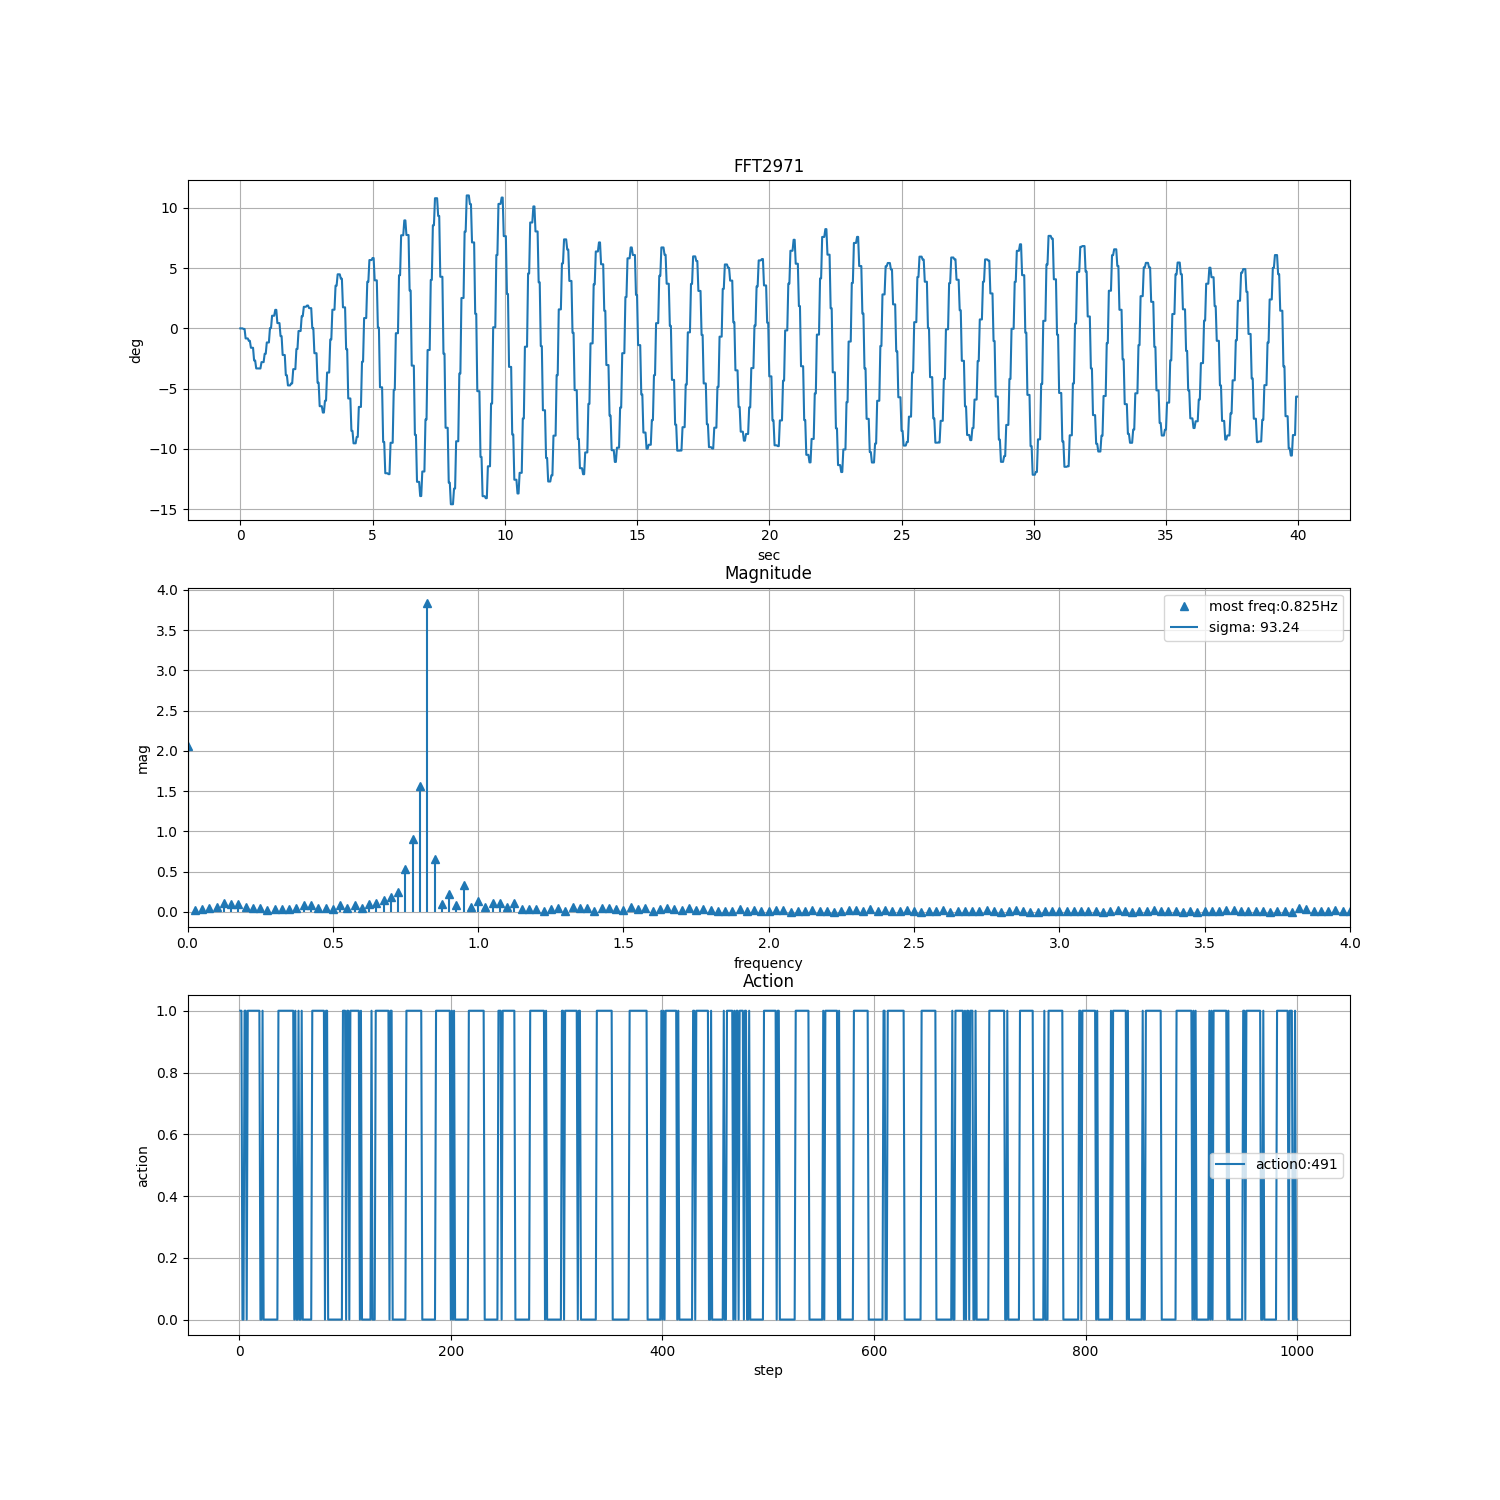 FFT2971
10
5
0
−5
−10
−15
deg
0 5 10 15 20 25 30 35 40
sec
Magnitude
4.0
3.5
3.0
2.5
2.0
1.5
1.0
0.5
0.0
mag
most freq:0.825Hz
sigma: 93.24
0.0 0.5 1.0 1.5 2.0 2.5 3.0 3.5 4.0
frequency
Action
1.0
0.8
0.6
0.4
0.2
0.0
action
action0:491
0 200 400 600 800 1000
step